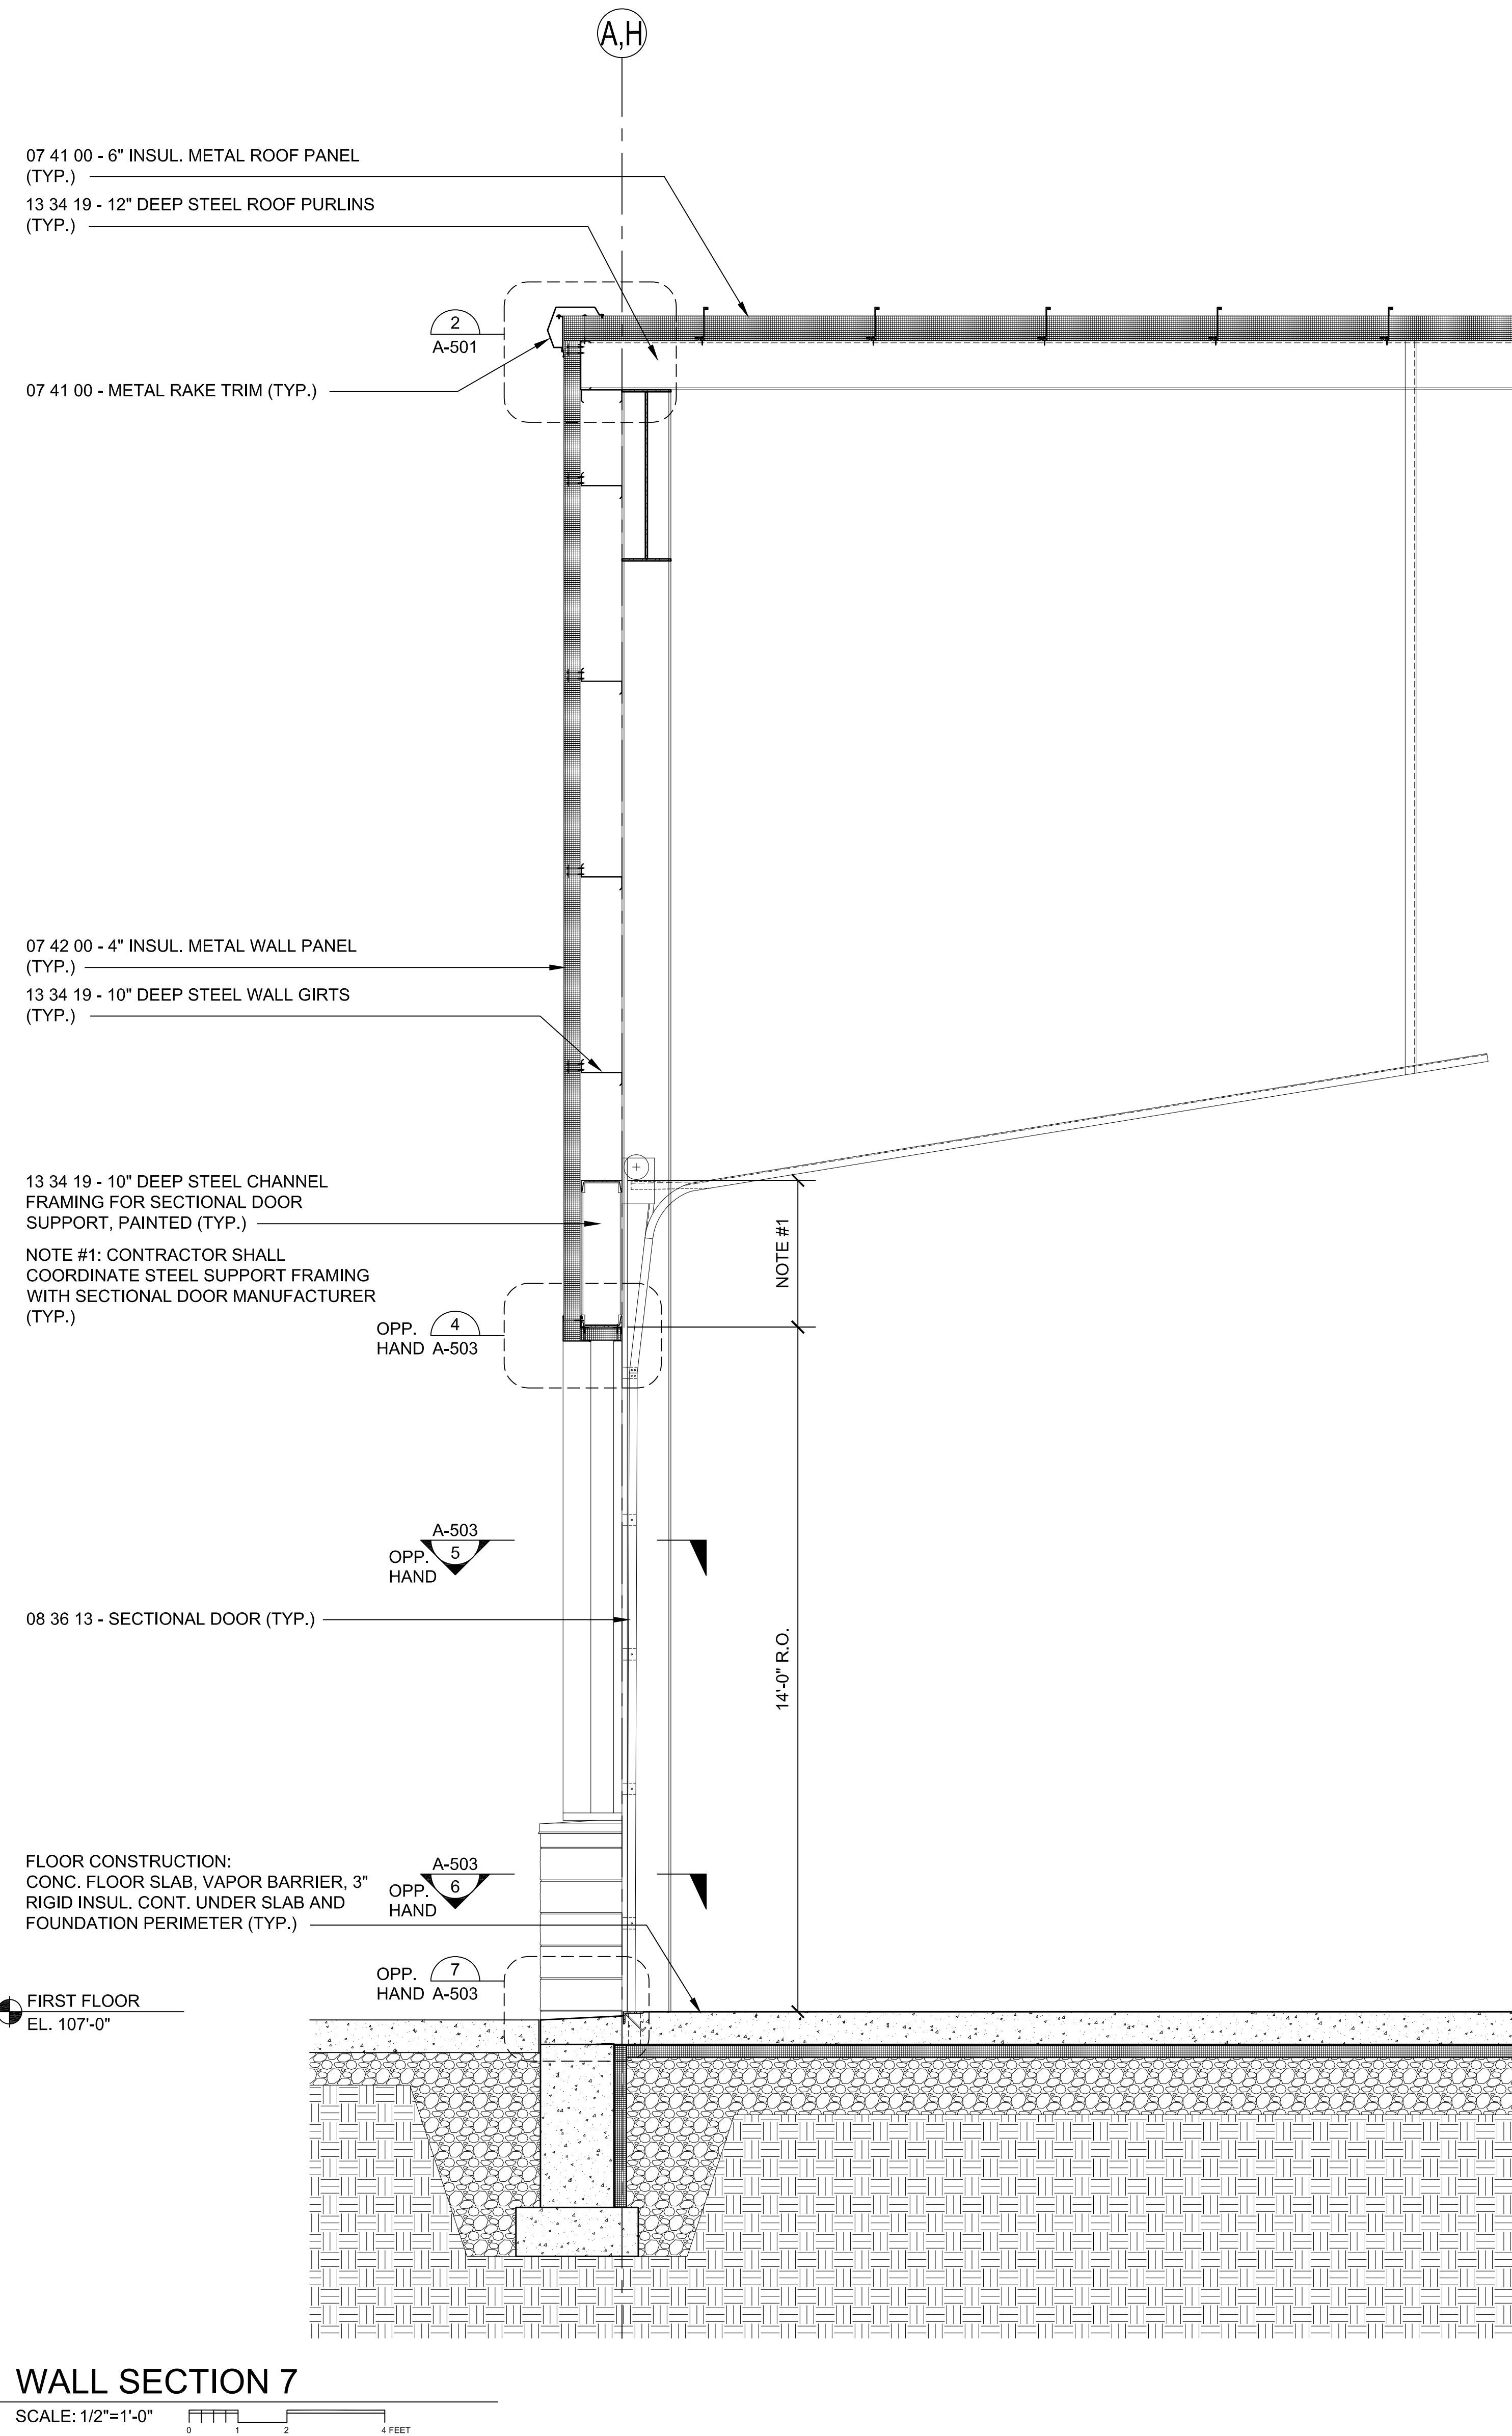 A,H
07 41 00 - 6" INSUL. METAL ROOF PANEL
(TYP.)
13 34 19 - 12" DEEP STEEL ROOF PURLINS
(TYP.)
2
A-501
07 41 00 - METAL RAKE TRIM (TYP.)
07 42 00 - 4" INSUL. METAL WALL PANEL
(TYP.)
13 34 19 - 10" DEEP STEEL WALL GIRTS
(TYP.)
13 34 19 - 10" DEEP STEEL CHANNEL
FRAMING FOR SECTIONAL DOOR
SUPPORT, PAINTED (TYP.)
NOTE #1
NOTE #1: CONTRACTOR SHALL
COORDINATE STEEL SUPPORT FRAMING
WITH SECTIONAL DOOR MANUFACTURER
(TYP.)
OPP.
HAND
4
A-503
A-503
5
OPP.
HAND
08 36 13 - SECTIONAL DOOR (TYP.)
14'-0" R.O.
FLOOR CONSTRUCTION:
CONC. FLOOR SLAB, VAPOR BARRIER, 3"
RIGID INSUL. CONT. UNDER SLAB AND
FOUNDATION PERIMETER (TYP.)
A-503
6
OPP.
HAND
OPP.
HAND
7
A-503
FIRST FLOOR
EL. 107'-0"
WALL SECTION 7
SCALE: 1/2"=1'-0"
0 1 2 4 FEET